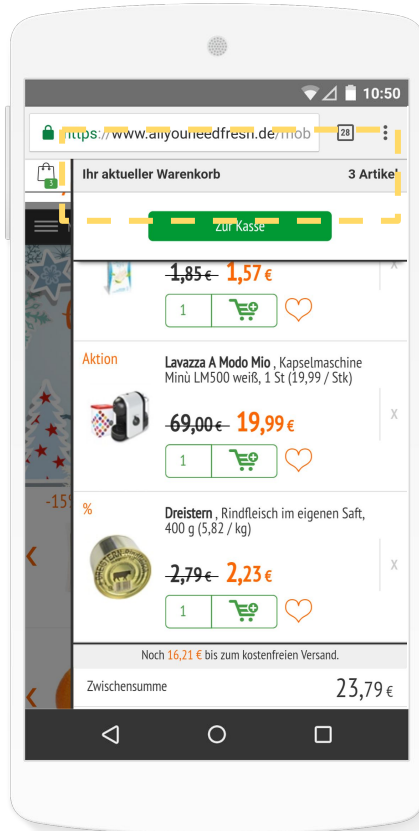 10:50
https://www.allyouneedfresh.de/mob
28
3
Ihr aktueller Warenkorb 3 Artikel
Zur Kasse
1,85 € 1,57 €
x
1
Aktion
Lavazza A Modo Mio , Kapselmaschine
Minù LM500 weiß, 1 St (19,99 / Stk)
69,00 € 19,99 €
x
1
-15
%
Dreistern , Rindfleisch im eigenen Saft,
400 g (5,82 / kg)
2,79 € 2,23 €
x
1
Noch 16,21 € bis zum kostenfreien Versand.
Zwischensumme 23,79 €